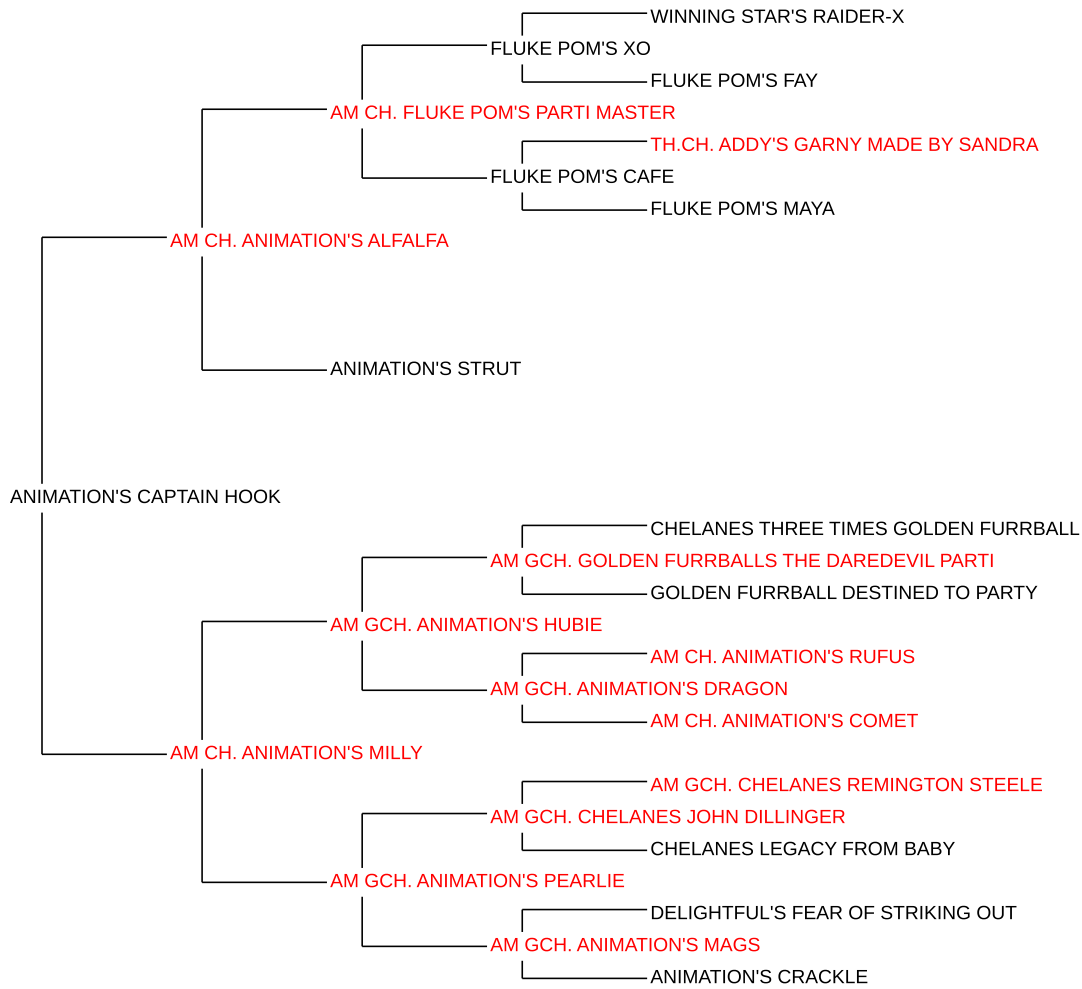 WINNING STAR'S RAIDER-X
FLUKE POM'S XO
FLUKE POM'S FAY
AM CH. FLUKE POM'S PARTI MASTER
TH.CH. ADDY'S GARNY MADE BY SANDRA
FLUKE POM'S CAFE
FLUKE POM'S MAYA
AM CH. ANIMATION'S ALFALFA
ANIMATION'S STRUT
ANIMATION'S CAPTAIN HOOK
CHELANES THREE TIMES GOLDEN FURRBALL
AM GCH. GOLDEN FURRBALLS THE DAREDEVIL PARTI
GOLDEN FURRBALL DESTINED TO PARTY
AM GCH. ANIMATION'S HUBIE
AM CH. ANIMATION'S RUFUS
AM GCH. ANIMATION'S DRAGON
AM CH. ANIMATION'S COMET
AM CH. ANIMATION'S MILLY
AM GCH. CHELANES REMINGTON STEELE
AM GCH. CHELANES JOHN DILLINGER
CHELANES LEGACY FROM BABY
AM GCH. ANIMATION'S PEARLIE
DELIGHTFUL'S FEAR OF STRIKING OUT
AM GCH. ANIMATION'S MAGS
ANIMATION'S CRACKLE